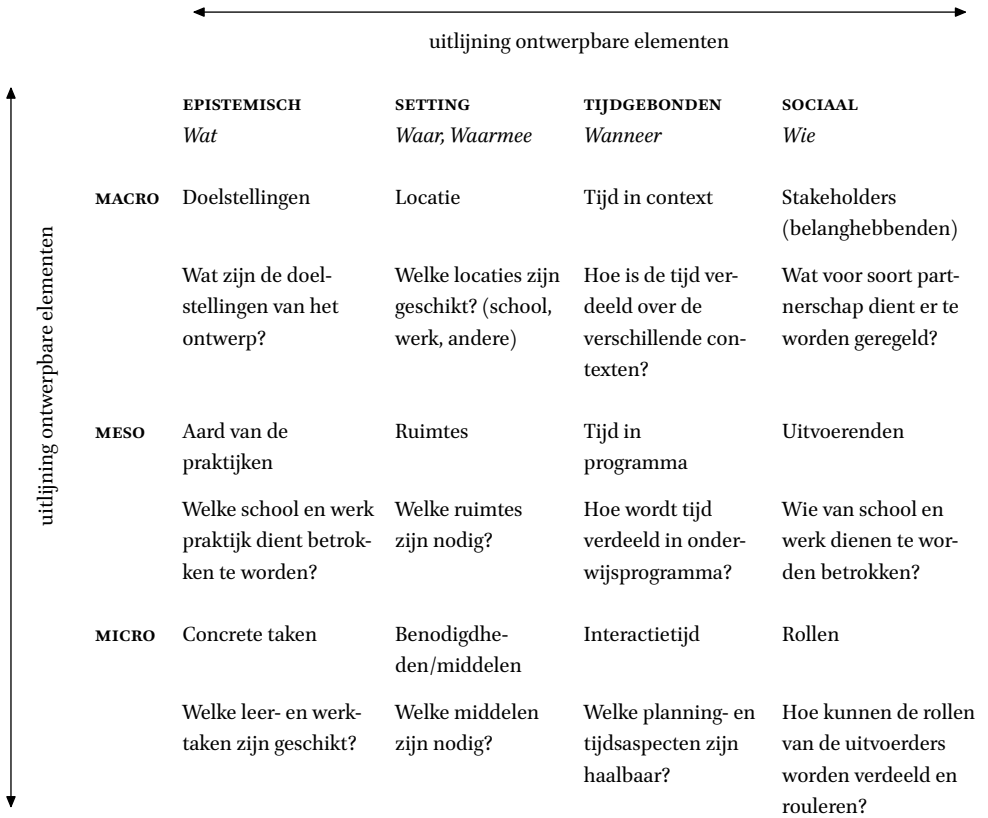 uitlijning ontwerpbare elementen
uitlijning ontwerpbare elementen
EPISTEMISCH SETTING TIJDGEBONDEN SOCIAAL
Wat Waar, Waarmee Wanneer Wie
MACRO Doelstellingen Locatie Tijd in context Stakeholders
(belanghebbenden)
Wat zijn de doel- Welke locaties zijn Hoe is de tijd ver- Wat voor soort part-
stellingen van het geschikt? (school, deeld over de nerschap dient er te
ontwerp? werk, andere) verschillende con- worden geregeld?
texten?
MESO Aard van de Ruimtes Tijd in Uitvoerenden
praktijken programma
Welke school en werk Welke ruimtes Hoe wordt tijd Wie van school en
praktijk dient betrok- zijn nodig? verdeeld in onder- werk dienen te wor-
ken te worden? wijsprogramma? den betrokken?
MICRO Concrete taken Benodigdhe- Interactietijd Rollen
den/middelen
Welke leer- en werk- Welke middelen Welke planning- en Hoe kunnen de rollen
taken zijn geschikt? zijn nodig? tijdsaspecten zijn van de uitvoerders
haalbaar? worden verdeeld en
rouleren?